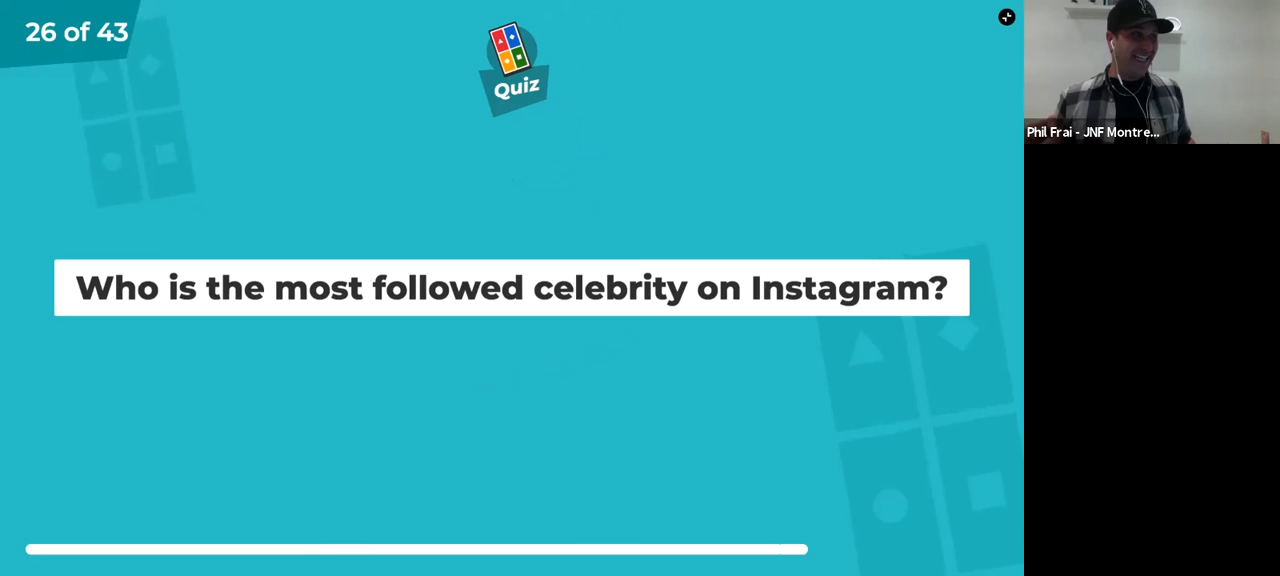 26 of 43
Quiz
Who is the most followed celebrity on Instagram?
Phil Frai - JNF Montre...